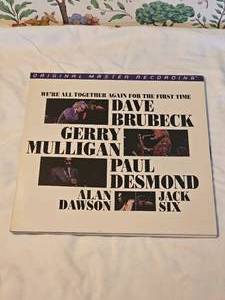 ORIGINAL MASTER RECORDING
WE'RE ALL TOGETHER AGAIN FOR THE FIRST TIME
DAVE
BRUBECK
GERRY
MULLIGAN
PAUL
DESMOND
ALAN
DAWSON
JACK
SIX